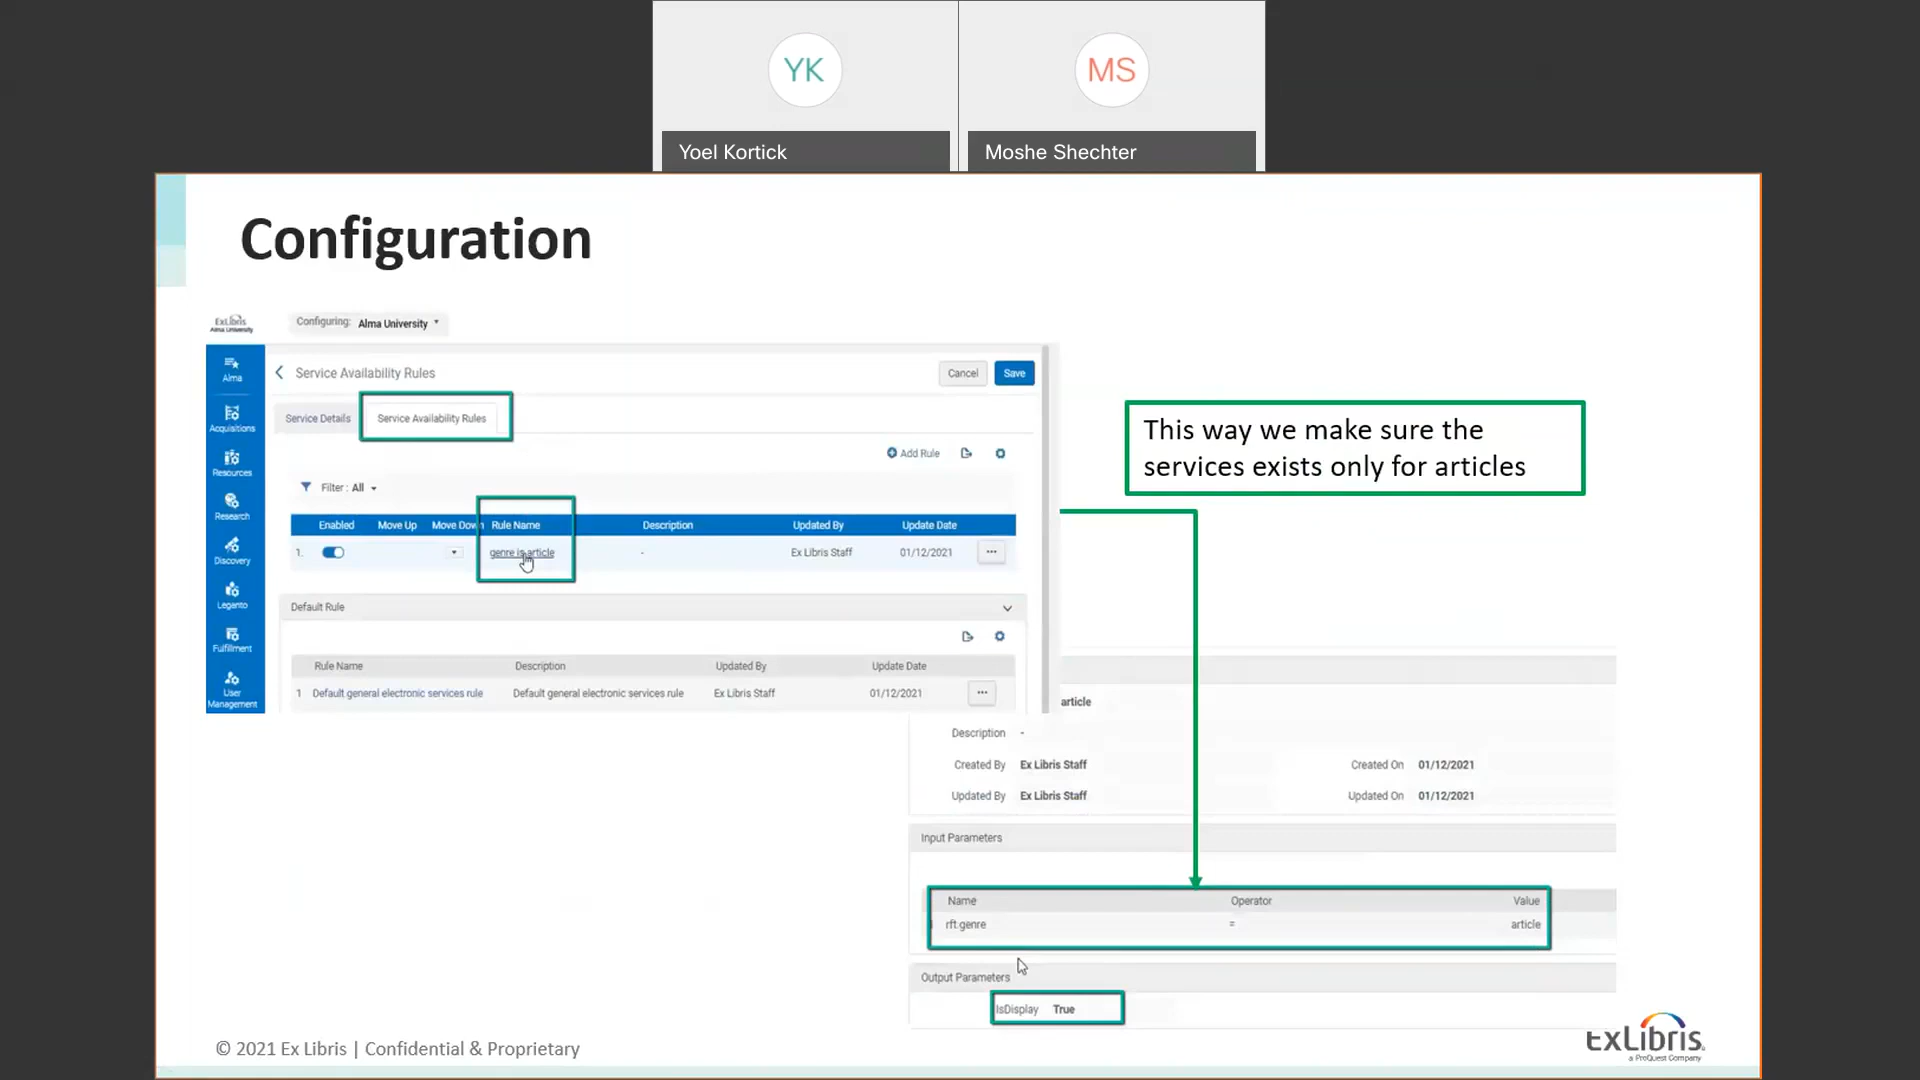 YK
MS
Yoel Kortick
Moshe Shechter
Configuration
ExLibris
Alma University
Configuring: Alma University
Alma
Acquisitions
Resources
Research
Discovery
Leganto
Fulfillment
User
Management
Service Availability Rules
Cancel
Save
Service Details
Service Availability Rules
Add Rule
Filter : All
Enabled Move Up Move Down Rule Name Description Updated By Update Date
1. genre is article - Ex Libris Staff 01/12/2021
Default Rule
Rule Name Description Updated By Update Date
1 Default general electronic services rule Default general electronic services rule Ex Libris Staff 01/12/2021
This way we make sure the
services exists only for articles
article
Description -
Created By Ex Libris Staff Created On 01/12/2021
Updated By Ex Libris Staff Updated On 01/12/2021
Input Parameters
Name Operator Value
rft.genre = article
Output Parameters
IsDisplay True
© 2021 Ex Libris | Confidential & Proprietary
ExLibris
a ProQuest Company